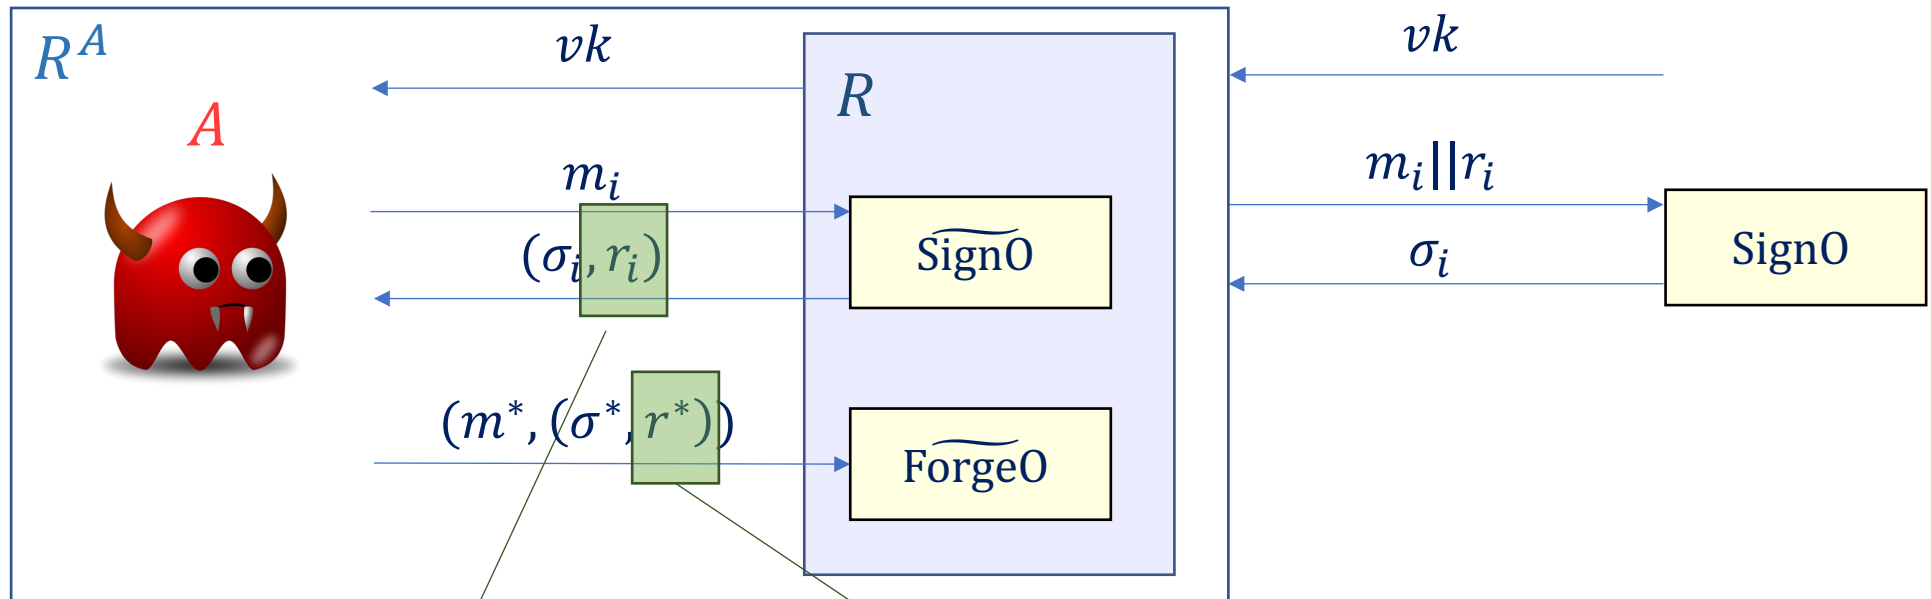 R^A
vk
vk
A
R
m_i
m_i||r_i
(σ_i, r_i)
SignO
σ_i
SignO
(m*, (σ*, r*))
ForgeO